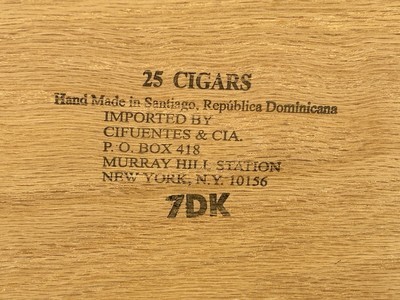 25 CIGARS
Hand Made in Santiago, República Dominicana
IMPORTED BY
CIFUENTES & CIA.
P. O. BOX 418
MURRAY HILL STATION
NEW YORK, N.Y. 10156
7DK